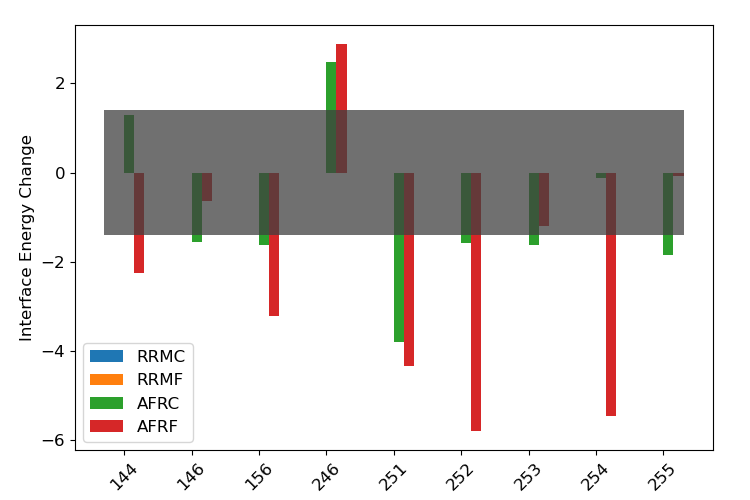 Interface Energy Change
2
0
−2
−4
−6
RRMC
RRMF
AFRC
AFRF
144 146 156 246 251 252 253 254 255